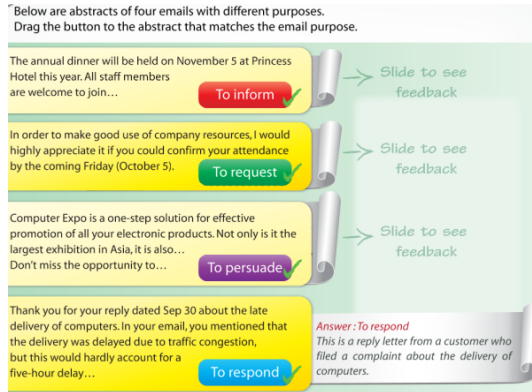 Below are abstracts of four emails with different purposes.
Drag the button to the abstract that matches the email purpose.
The annual dinner will be held on November 5 at Princess
Hotel this year. All staff members
are welcome to join…
To inform
Slide to see
feedback
In order to make good use of company resources, I would
highly appreciate it if you could confirm your attendance
by the coming Friday (October 5).
To request
Slide to see
feedback
Computer Expo is a one-step solution for effective
promotion of all your electronic products. Not only is it the
largest exhibition in Asia, it is also…
Don't miss the opportunity to…
To persuade
Slide to see
feedback
Thank you for your reply dated Sep 30 about the late
delivery of computers. In your email, you mentioned that
the delivery was delayed due to traffic congestion,
but this would hardly account for a
five-hour delay…
To respond
Answer : To respond
This is a reply letter from a customer who
filed a complaint about the delivery of
computers.